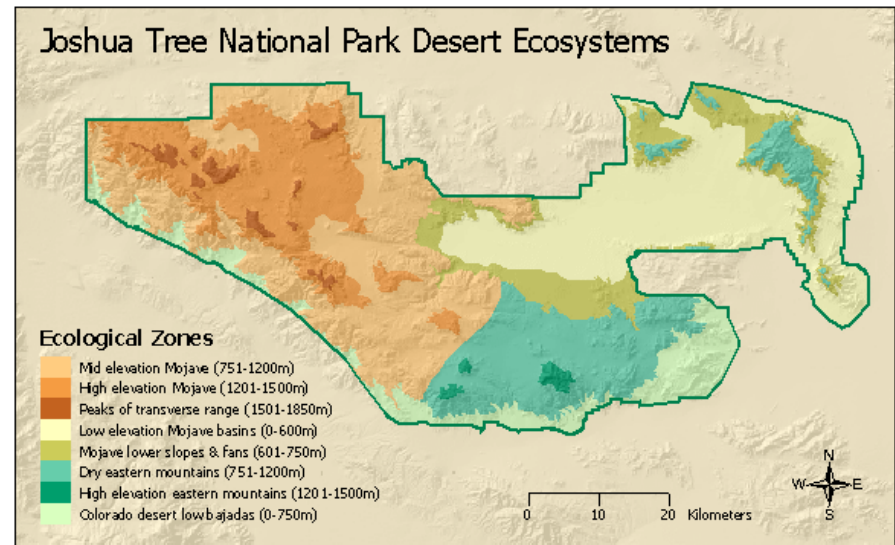 Joshua Tree National Park Desert Ecosystems
Ecological Zones
Mid elevation Mojave (751-1200m)
High elevation Mojave (1201-1500m)
Peaks of transverse range (1501-1850m)
Low elevation Mojave basins (0-600m)
Mojave lower slopes & fans (601-750m)
Dry eastern mountains (751-1200m)
High elevation eastern mountains (1201-1500m)
Colorado desert low bajadas (0-750m)
0 10 20 Kilometers
N
W E
S